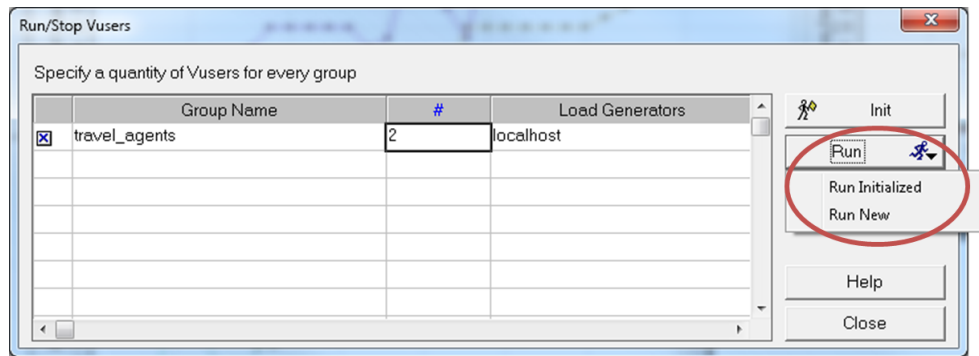 Run/Stop Vusers
Specify a quantity of Vusers for every group
Group Name # Load Generators
travel_agents 2 localhost
Init
Run
Run Initialized
Run New
Help
Close